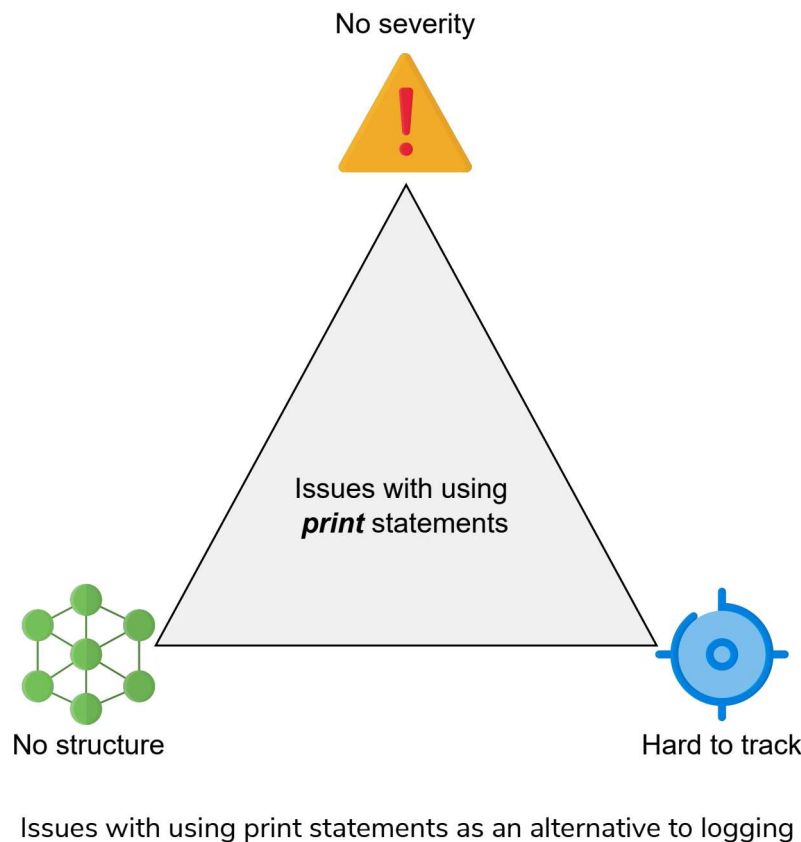 No severity
Issues with using
print statements
No structure
Hard to track
Issues with using print statements as an alternative to logging